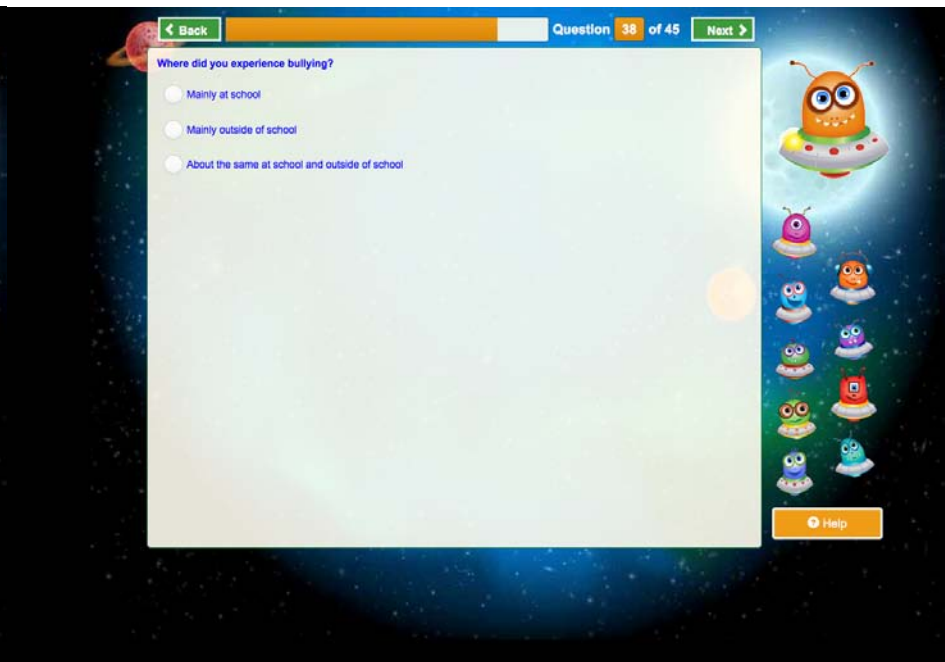 Back
Question 38 of 45
Next
Where did you experience bullying?
Mainly at school
Mainly outside of school
About the same at school and outside of school
Help